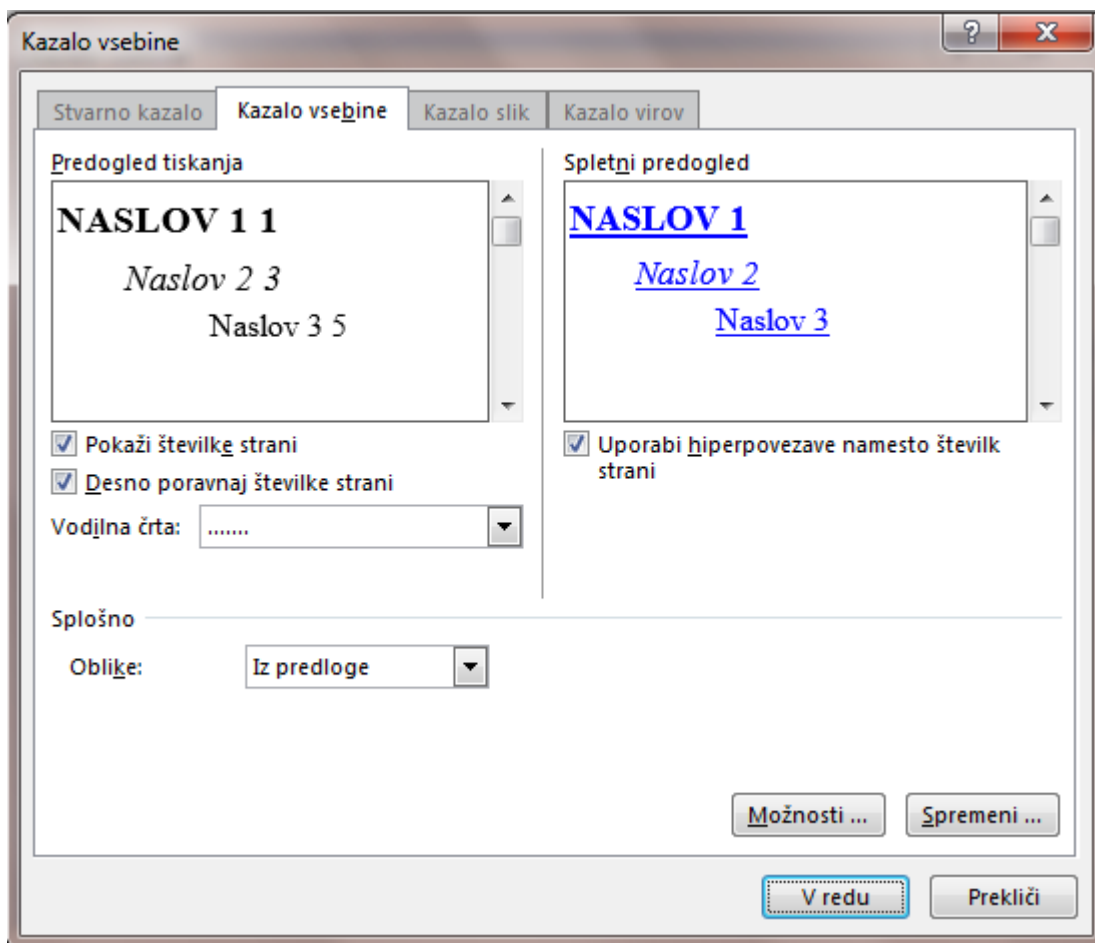 Kazalo vsebine
Stvarno kazalo
Kazalo vsebine
Kazalo slik
Kazalo virov
Predogled tiskanja
NASLOV 1 1
Naslov 2 3
Naslov 3 5
Pokaži številke strani
Desno poravnaj številke strani
Vodilna črta: .......
Spletni predogled
NASLOV 1
Naslov 2
Naslov 3
Uporabi hiperpovezave namesto številk
strani
Splošno
Oblike: Iz predloge
Možnosti ...
Spremeni ...
V redu
Prekliči